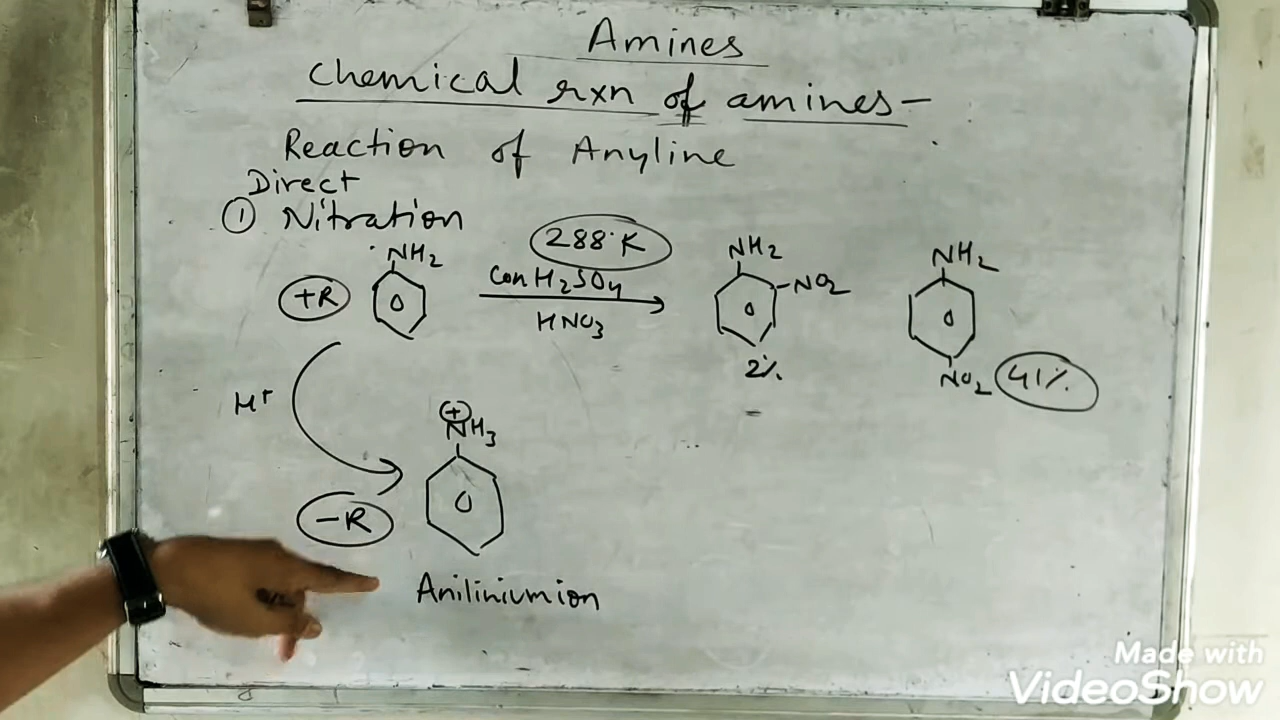 Amines
Chemical rxn of amines-
Reaction of Anyline
Direct
① Nitration
288°K
NH2
+R
Con H2SO4
HNO3
NH2
-NO2
2%
NH2
NO2
41%
H+
+
NH3
-R
Aniliniumion
Made with
VideoShow